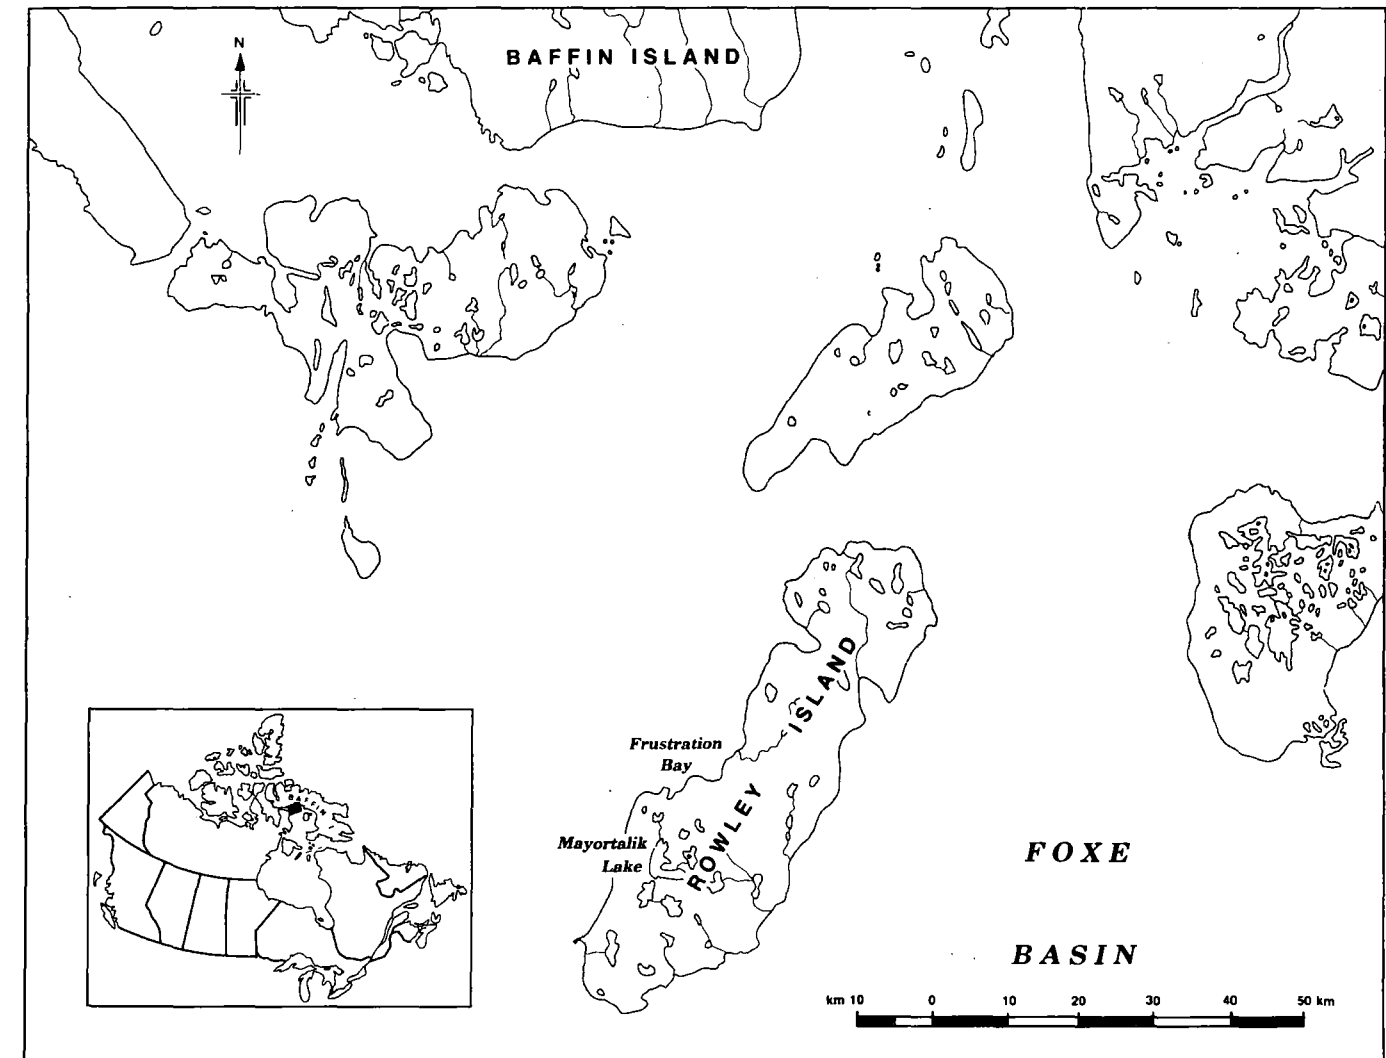 N
BAFFIN ISLAND
ROWLEY ISLAND
Frustration
Bay
Mayortalik
Lake
FOXE
BASIN
BAFFIN
km 10 0 10 20 30 40 50 km